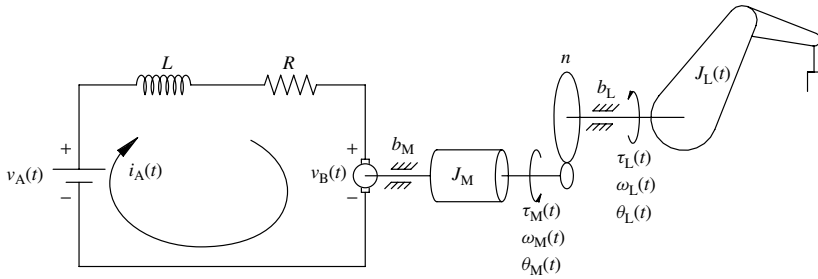 L
R
n
b_L
J_L(t)
+
+
b_M
v_A(t)
i_A(t)
v_B(t)
J_M
τ_L(t)
−
−
τ_M(t)
ω_L(t)
ω_M(t)
θ_L(t)
θ_M(t)